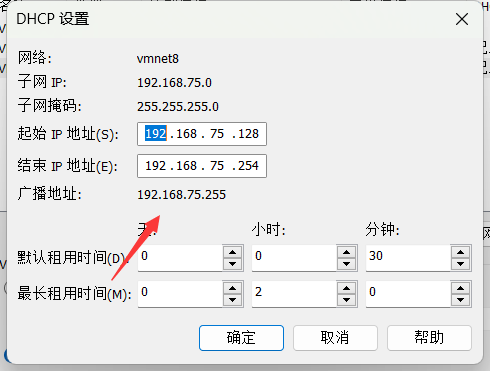 DHCP 设置
网络: vmnet8
子网 IP: 192.168.75.0
子网掩码: 255.255.255.0
起始 IP 地址(S): 192 . 168 . 75 . 128
结束 IP 地址(E): 192 . 168 . 75 . 254
广播地址: 192.168.75.255
天: 小时: 分钟:
默认租用时间(D): 0 0 30
最长租用时间(M): 0 2 0
确定 取消 帮助